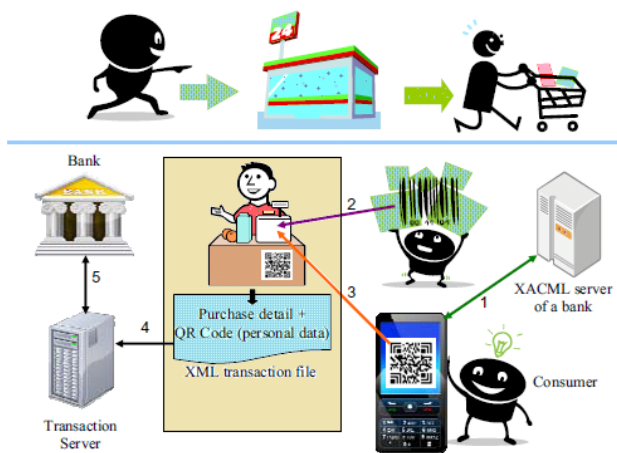 24
Bank
BANK
2
XACML server
of a bank
1
3
5
4
Purchase detail +
QR Code (personal data)
XML transaction file
Consumer
Transaction
Server